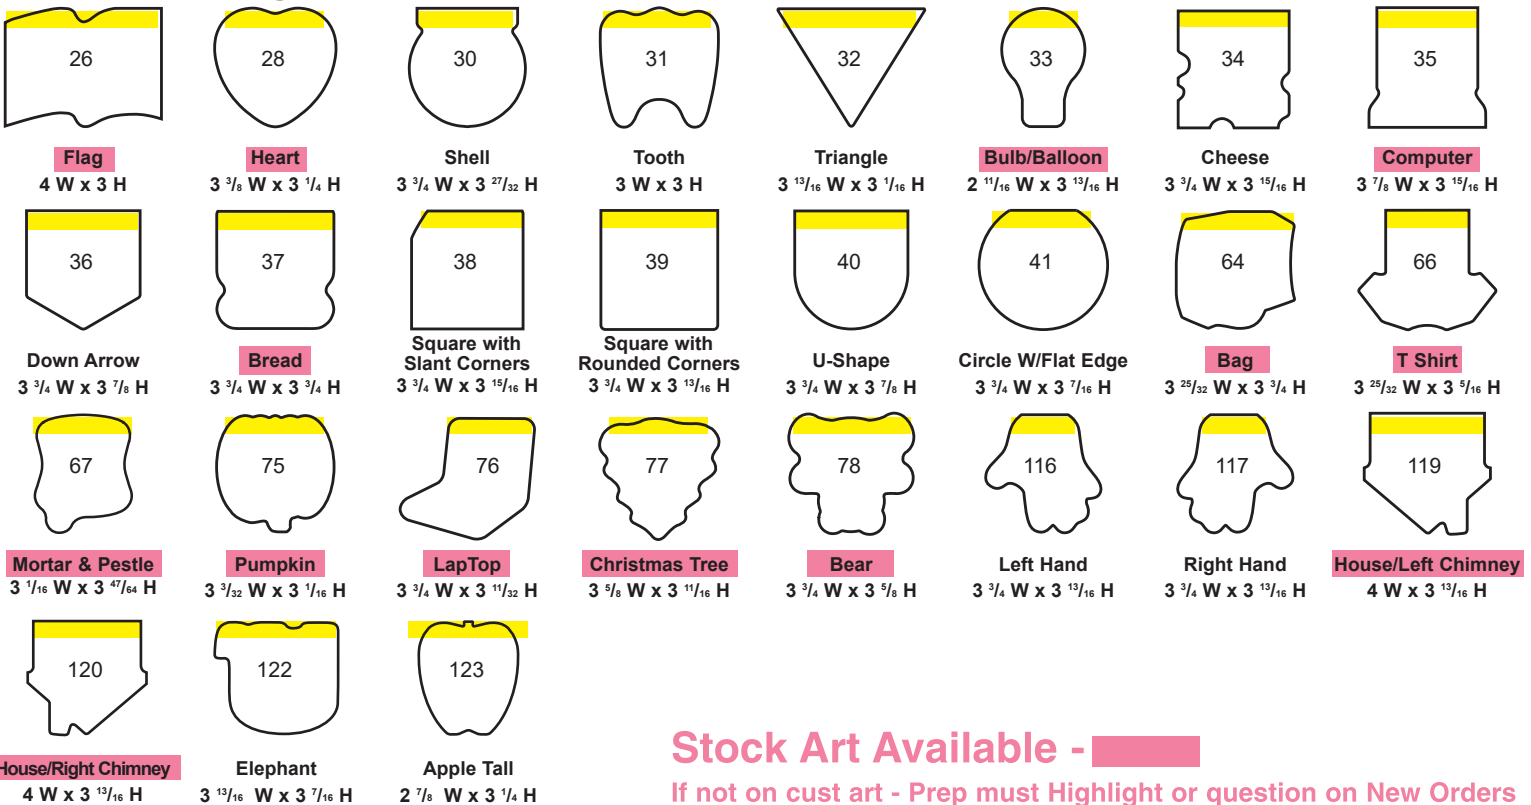 26 28 30 31 32 33 34 35
Flag Heart Shell Tooth Triangle Bulb/Balloon Cheese Computer
4 W x 3 H 3 3/8 W x 3 1/4 H 3 3/4 W x 3 27/32 H 3 W x 3 H 3 13/16 W x 3 1/16 H 2 11/16 W x 3 13/16 H 3 3/4 W x 3 15/16 H 3 7/8 W x 3 15/16 H
36 37 38 39 40 41 64 66
Down Arrow Bread Square with Slant Corners Square with Rounded Corners U-Shape Circle W/Flat Edge Bag T Shirt
3 3/4 W x 3 7/8 H 3 3/4 W x 3 3/4 H 3 3/4 W x 3 15/16 H 3 3/4 W x 3 13/16 H 3 3/4 W x 3 7/8 H 3 3/4 W x 3 7/16 H 3 25/32 W x 3 3/4 H 3 25/32 W x 3 5/16 H
67 75 76 77 78 116 117 119
Mortar & Pestle Pumpkin LapTop Christmas Tree Bear Left Hand Right Hand House/Left Chimney
3 1/16 W x 3 47/64 H 3 3/32 W x 3 1/16 H 3 3/4 W x 3 11/32 H 3 5/8 W x 3 11/16 H 3 3/4 W x 3 5/8 H 3 3/4 W x 3 13/16 H 3 3/4 W x 3 13/16 H 4 W x 3 13/16 H
120 122 123
House/Right Chimney Elephant Apple Tall
4 W x 3 13/16 H 3 13/16 W x 3 7/16 H 2 7/8 W x 3 1/4 H
Stock Art Available -
If not on cust art - Prep must Highlight or question on New Orders